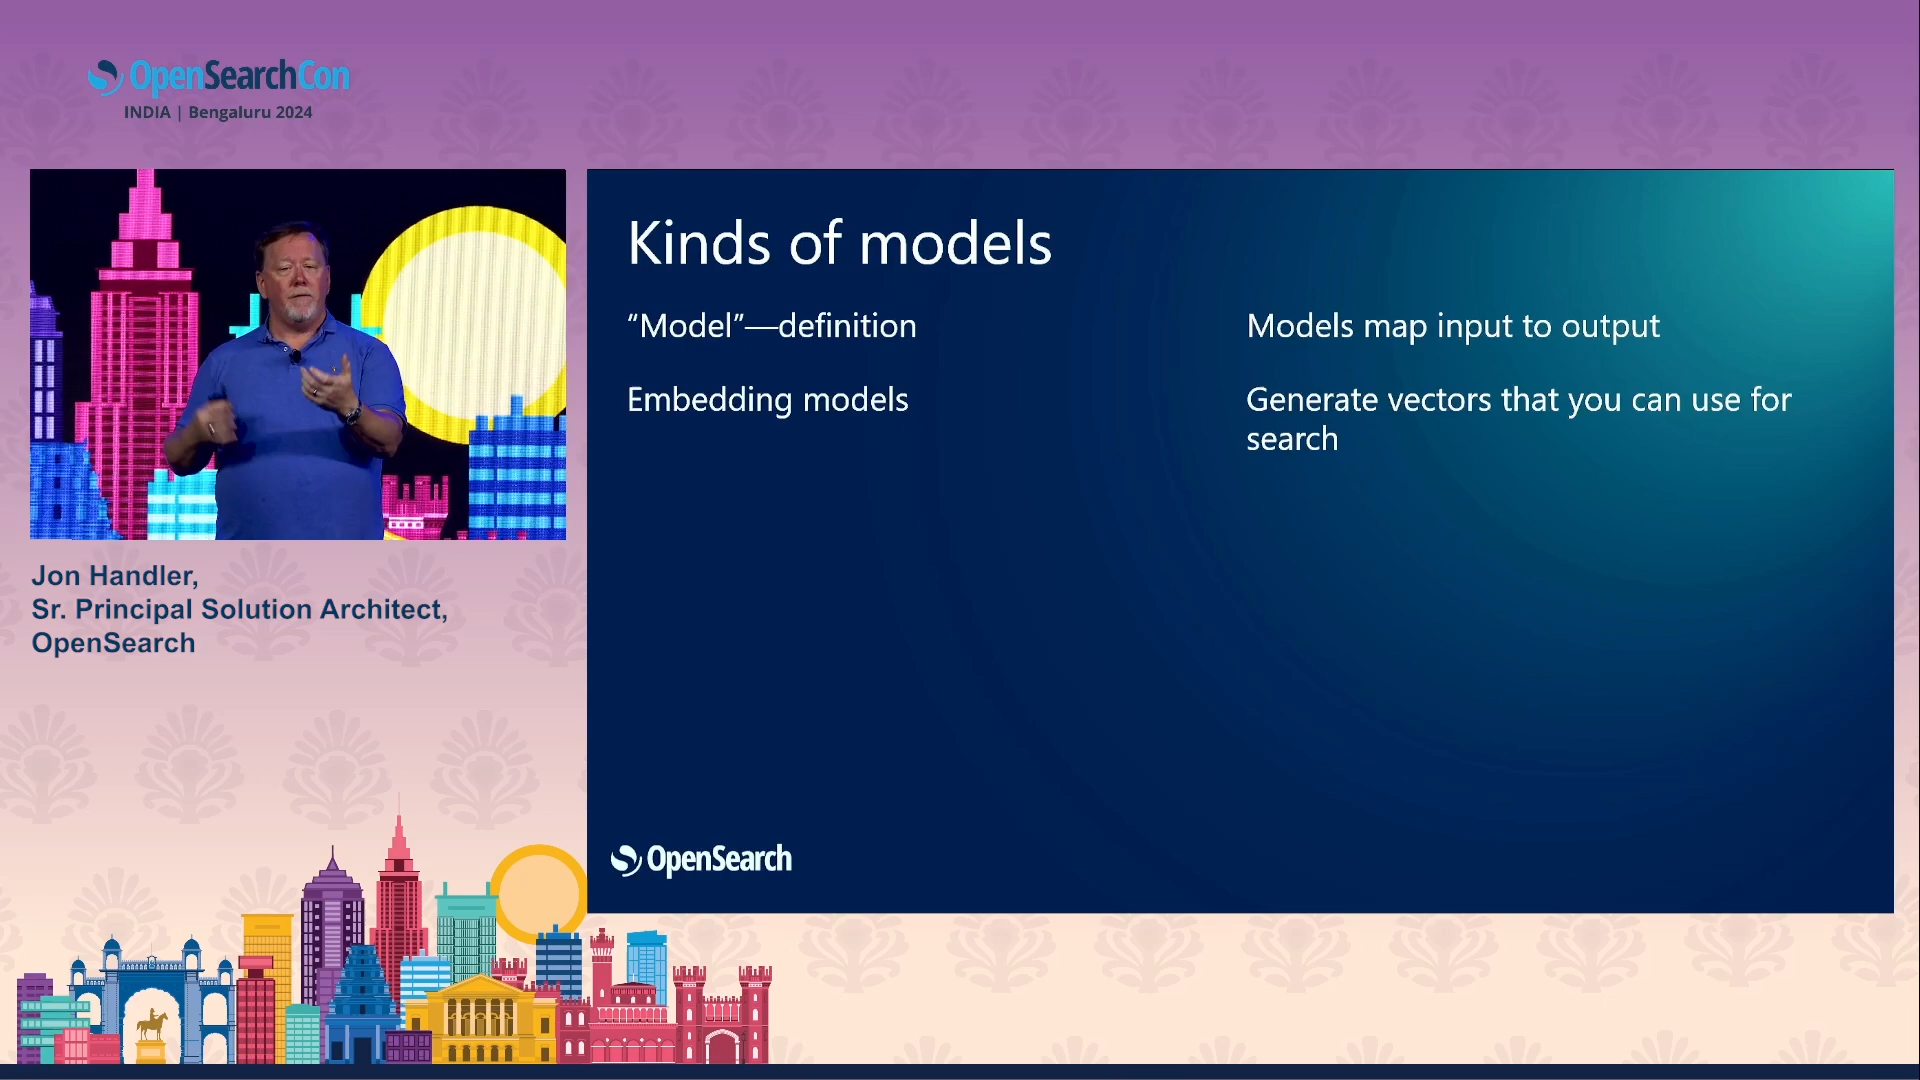 OpenSearchCon
INDIA | Bengaluru 2024
Jon Handler,
Sr. Principal Solution Architect,
OpenSearch
Kinds of models
“Model”—definition
Models map input to output
Embedding models
Generate vectors that you can use for
search
OpenSearch